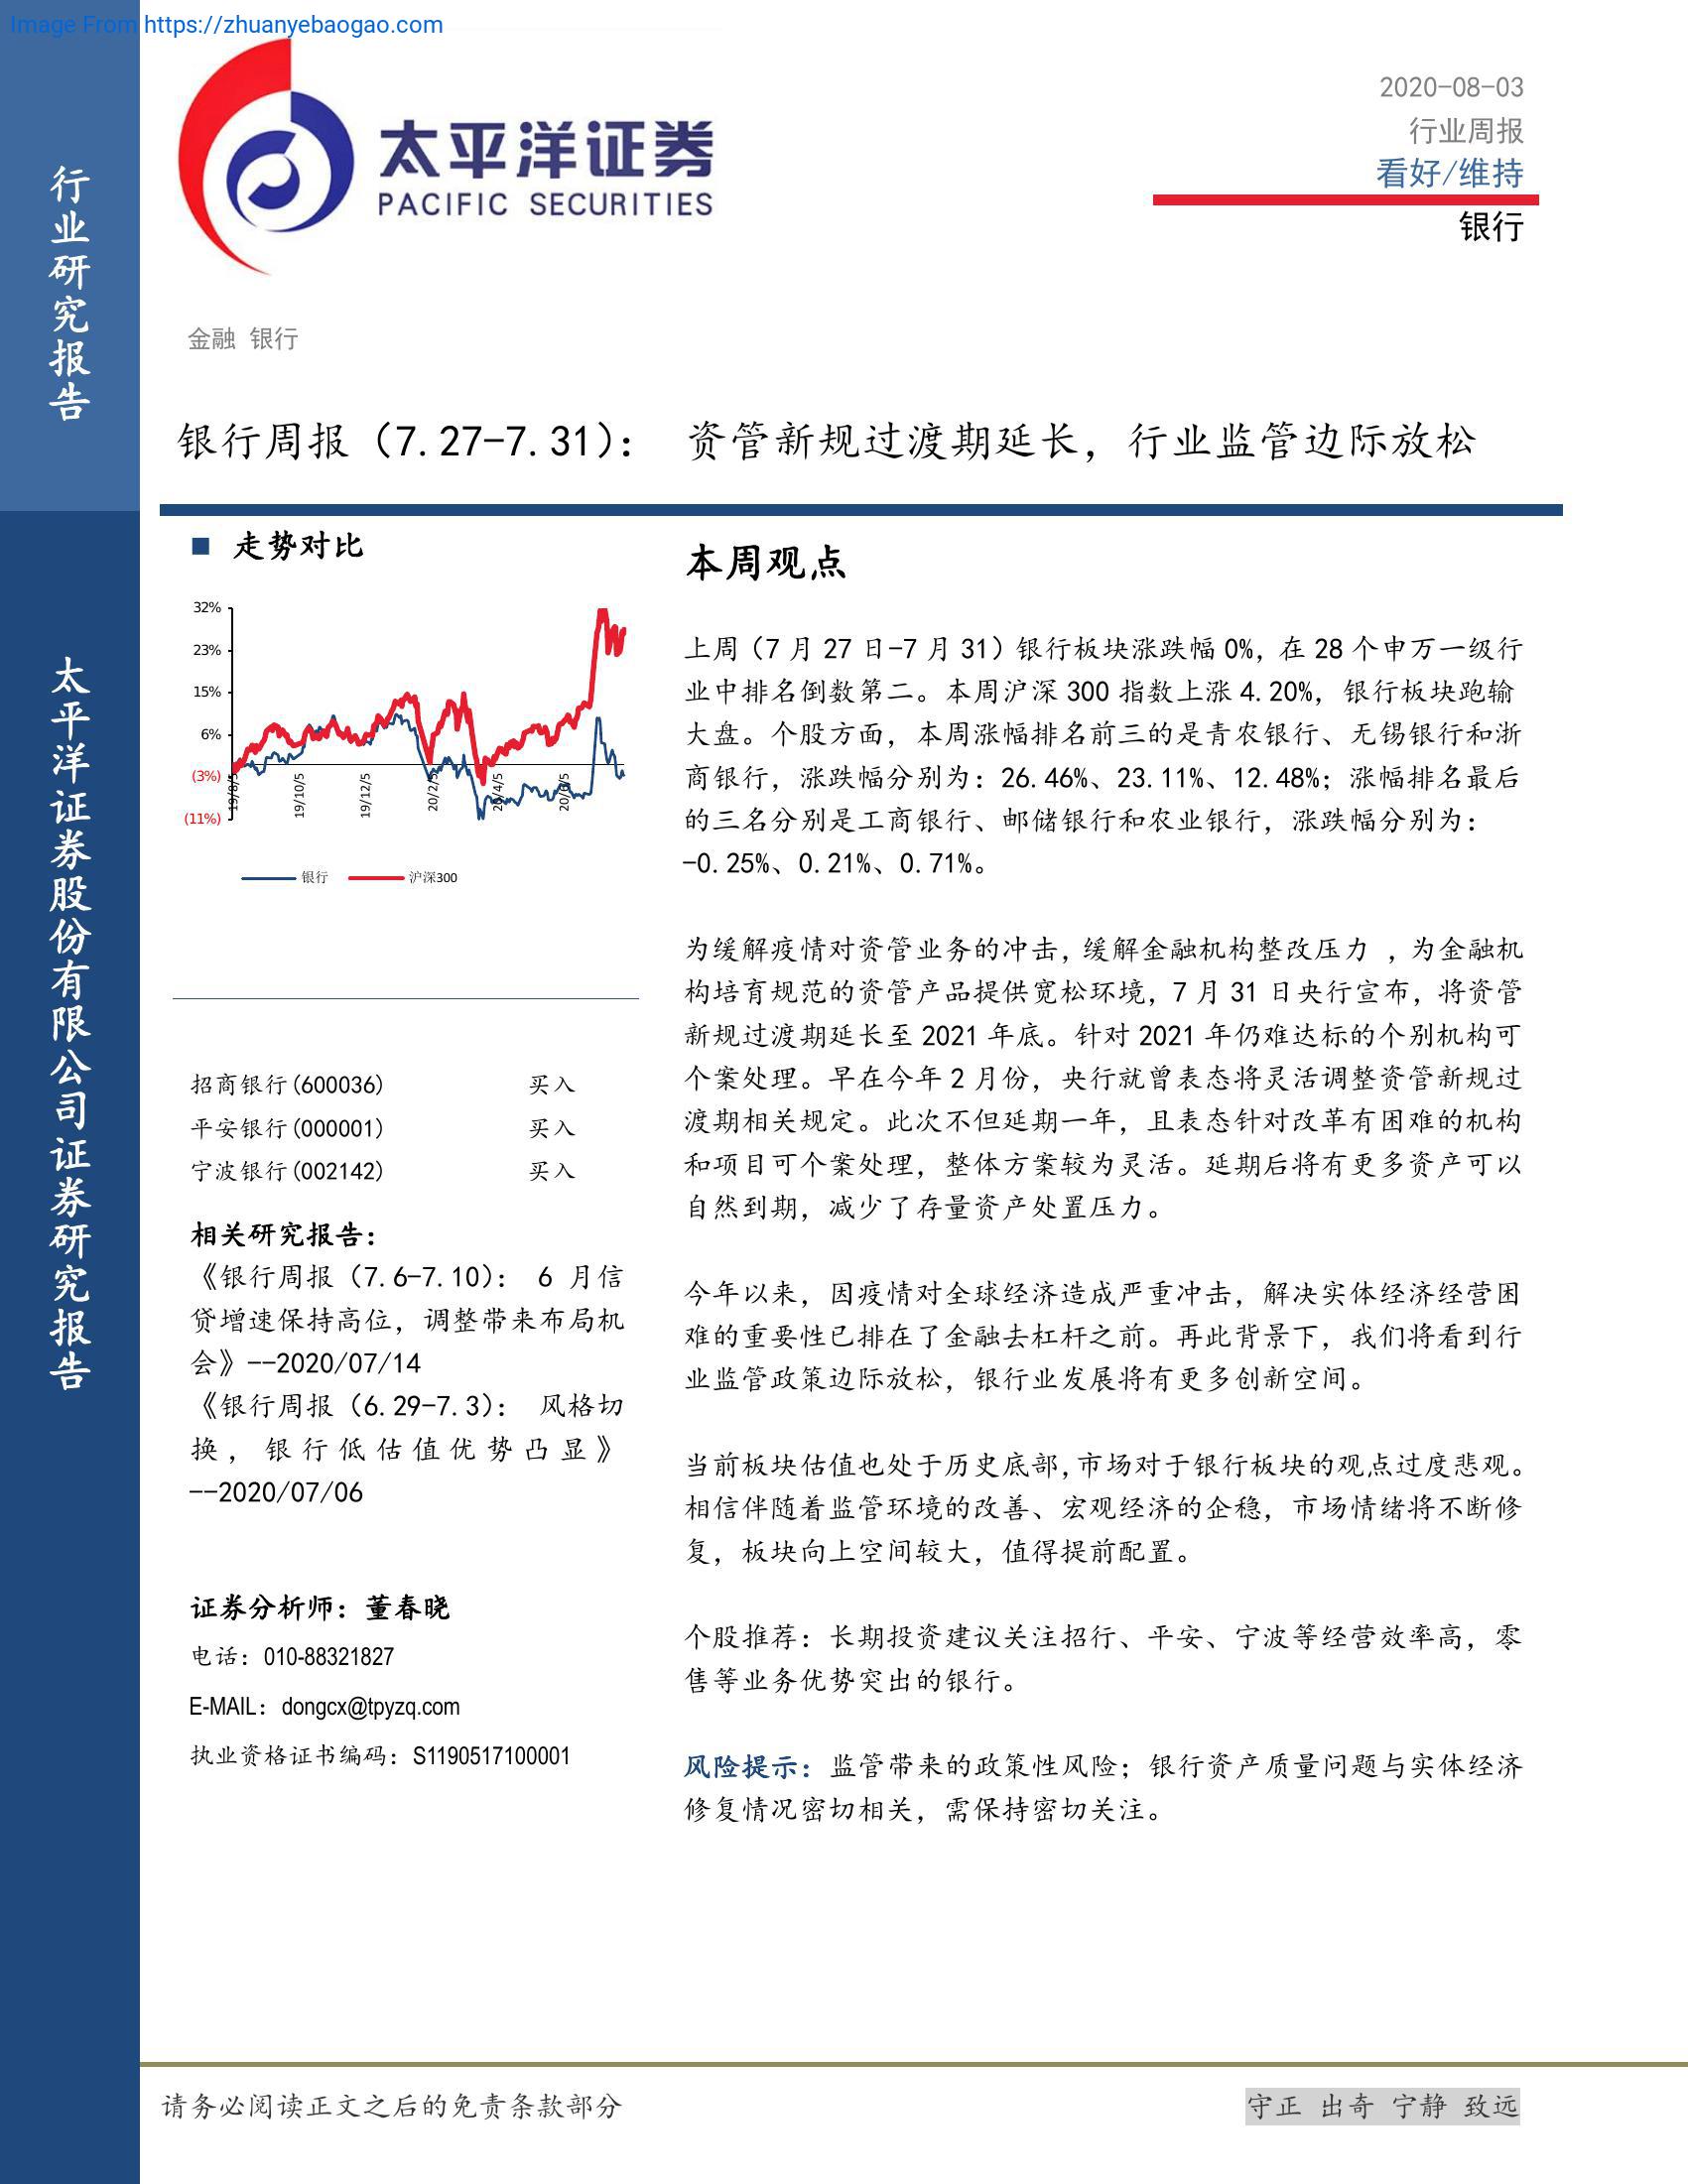 Image From https://zhuanyebaogao.com
行业研究报告
太平洋证券股份有限公司证券研究报告
太平洋证券
PACIFIC SECURITIES
2020-08-03
行业周报
看好/维持
银行
金融 银行
银行周报（7.27-7.31）： 资管新规过渡期延长，行业监管边际放松
■ 走势对比
32%
23%
15%
6%
(3%)
(11%)
19/8/5
19/10/5
19/12/5
20/2/5
20/4/5
20/6/5
银行
沪深300
招商银行(600036) 买入
平安银行(000001) 买入
宁波银行(002142) 买入
相关研究报告：
《银行周报（7.6-7.10）： 6 月信
贷增速保持高位，调整带来布局机
会》--2020/07/14
《银行周报（6.29-7.3）： 风格切
换，银行低估值优势凸显》
--2020/07/06
证券分析师：董春晓
电话：010-88321827
E-MAIL：dongcx@tpyzq.com
执业资格证书编码：S1190517100001
本周观点
上周（7 月 27 日-7 月 31）银行板块涨跌幅 0%，在 28 个申万一级行
业中排名倒数第二。本周沪深 300 指数上涨 4.20%，银行板块跑输
大盘。个股方面，本周涨幅排名前三的是青农银行、无锡银行和浙
商银行，涨跌幅分别为：26.46%、23.11%、12.48%；涨幅排名最后
的三名分别是工商银行、邮储银行和农业银行，涨跌幅分别为：
-0.25%、0.21%、0.71%。
为缓解疫情对资管业务的冲击，缓解金融机构整改压力 ，为金融机
构培育规范的资管产品提供宽松环境，7 月 31 日央行宣布，将资管
新规过渡期延长至 2021 年底。针对 2021 年仍难达标的个别机构可
个案处理。早在今年 2 月份，央行就曾表态将灵活调整资管新规过
渡期相关规定。此次不但延期一年，且表态针对改革有困难的机构
和项目可个案处理，整体方案较为灵活。延期后将有更多资产可以
自然到期，减少了存量资产处置压力。
今年以来，因疫情对全球经济造成严重冲击，解决实体经济经营困
难的重要性已排在了金融去杠杆之前。再此背景下，我们将看到行
业监管政策边际放松，银行业发展将有更多创新空间。
当前板块估值也处于历史底部，市场对于银行板块的观点过度悲观。
相信伴随着监管环境的改善、宏观经济的企稳，市场情绪将不断修
复，板块向上空间较大，值得提前配置。
个股推荐：长期投资建议关注招行、平安、宁波等经营效率高，零
售等业务优势突出的银行。
风险提示：监管带来的政策性风险；银行资产质量问题与实体经济
修复情况密切相关，需保持密切关注。
请务必阅读正文之后的免责条款部分
守正 出奇 宁静 致远